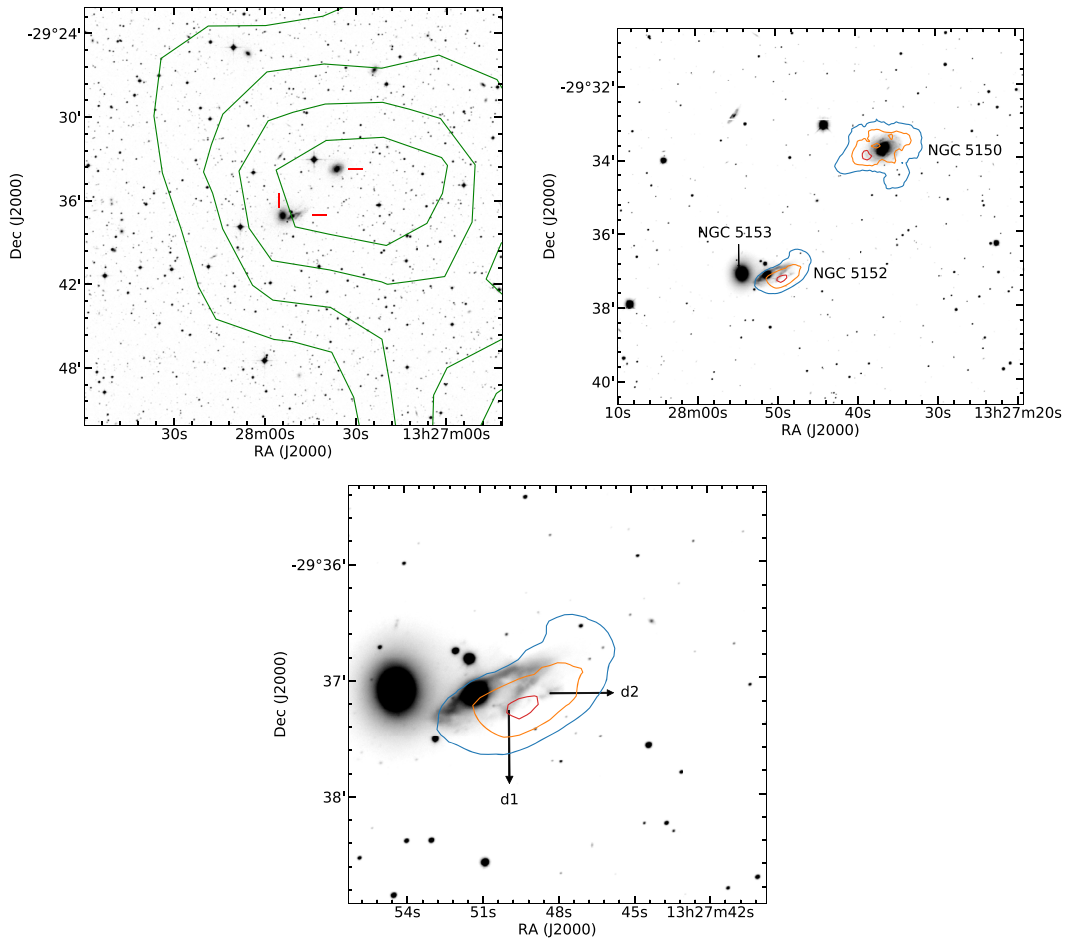 -29°24'
30'
36'
42'
48'
Dec (J2000)
30s
28m00s
30s
13h27m00s
RA (J2000)
-29°32'
34'
36'
38'
40'
Dec (J2000)
NGC 5150
NGC 5153
NGC 5152
10s
28m00s
50s
40s
30s
13h27m20s
RA (J2000)
-29°36'
37'
38'
Dec (J2000)
d2
d1
54s
51s
48s
45s
13h27m42s
RA (J2000)